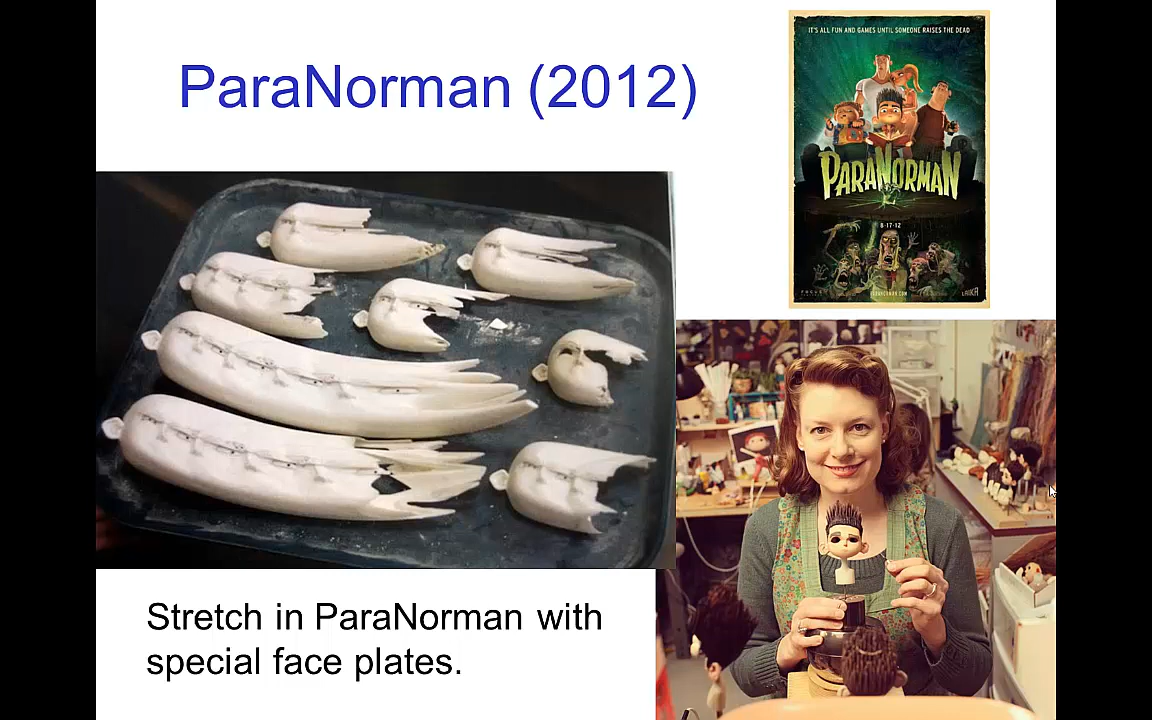 ParaNorman (2012)
IT'S ALL FUN AND GAMES UNTIL SOMEONE RAISES THE DEAD
PARANORMAN
8·17·12
LAIKA
Stretch in ParaNorman with
special face plates.